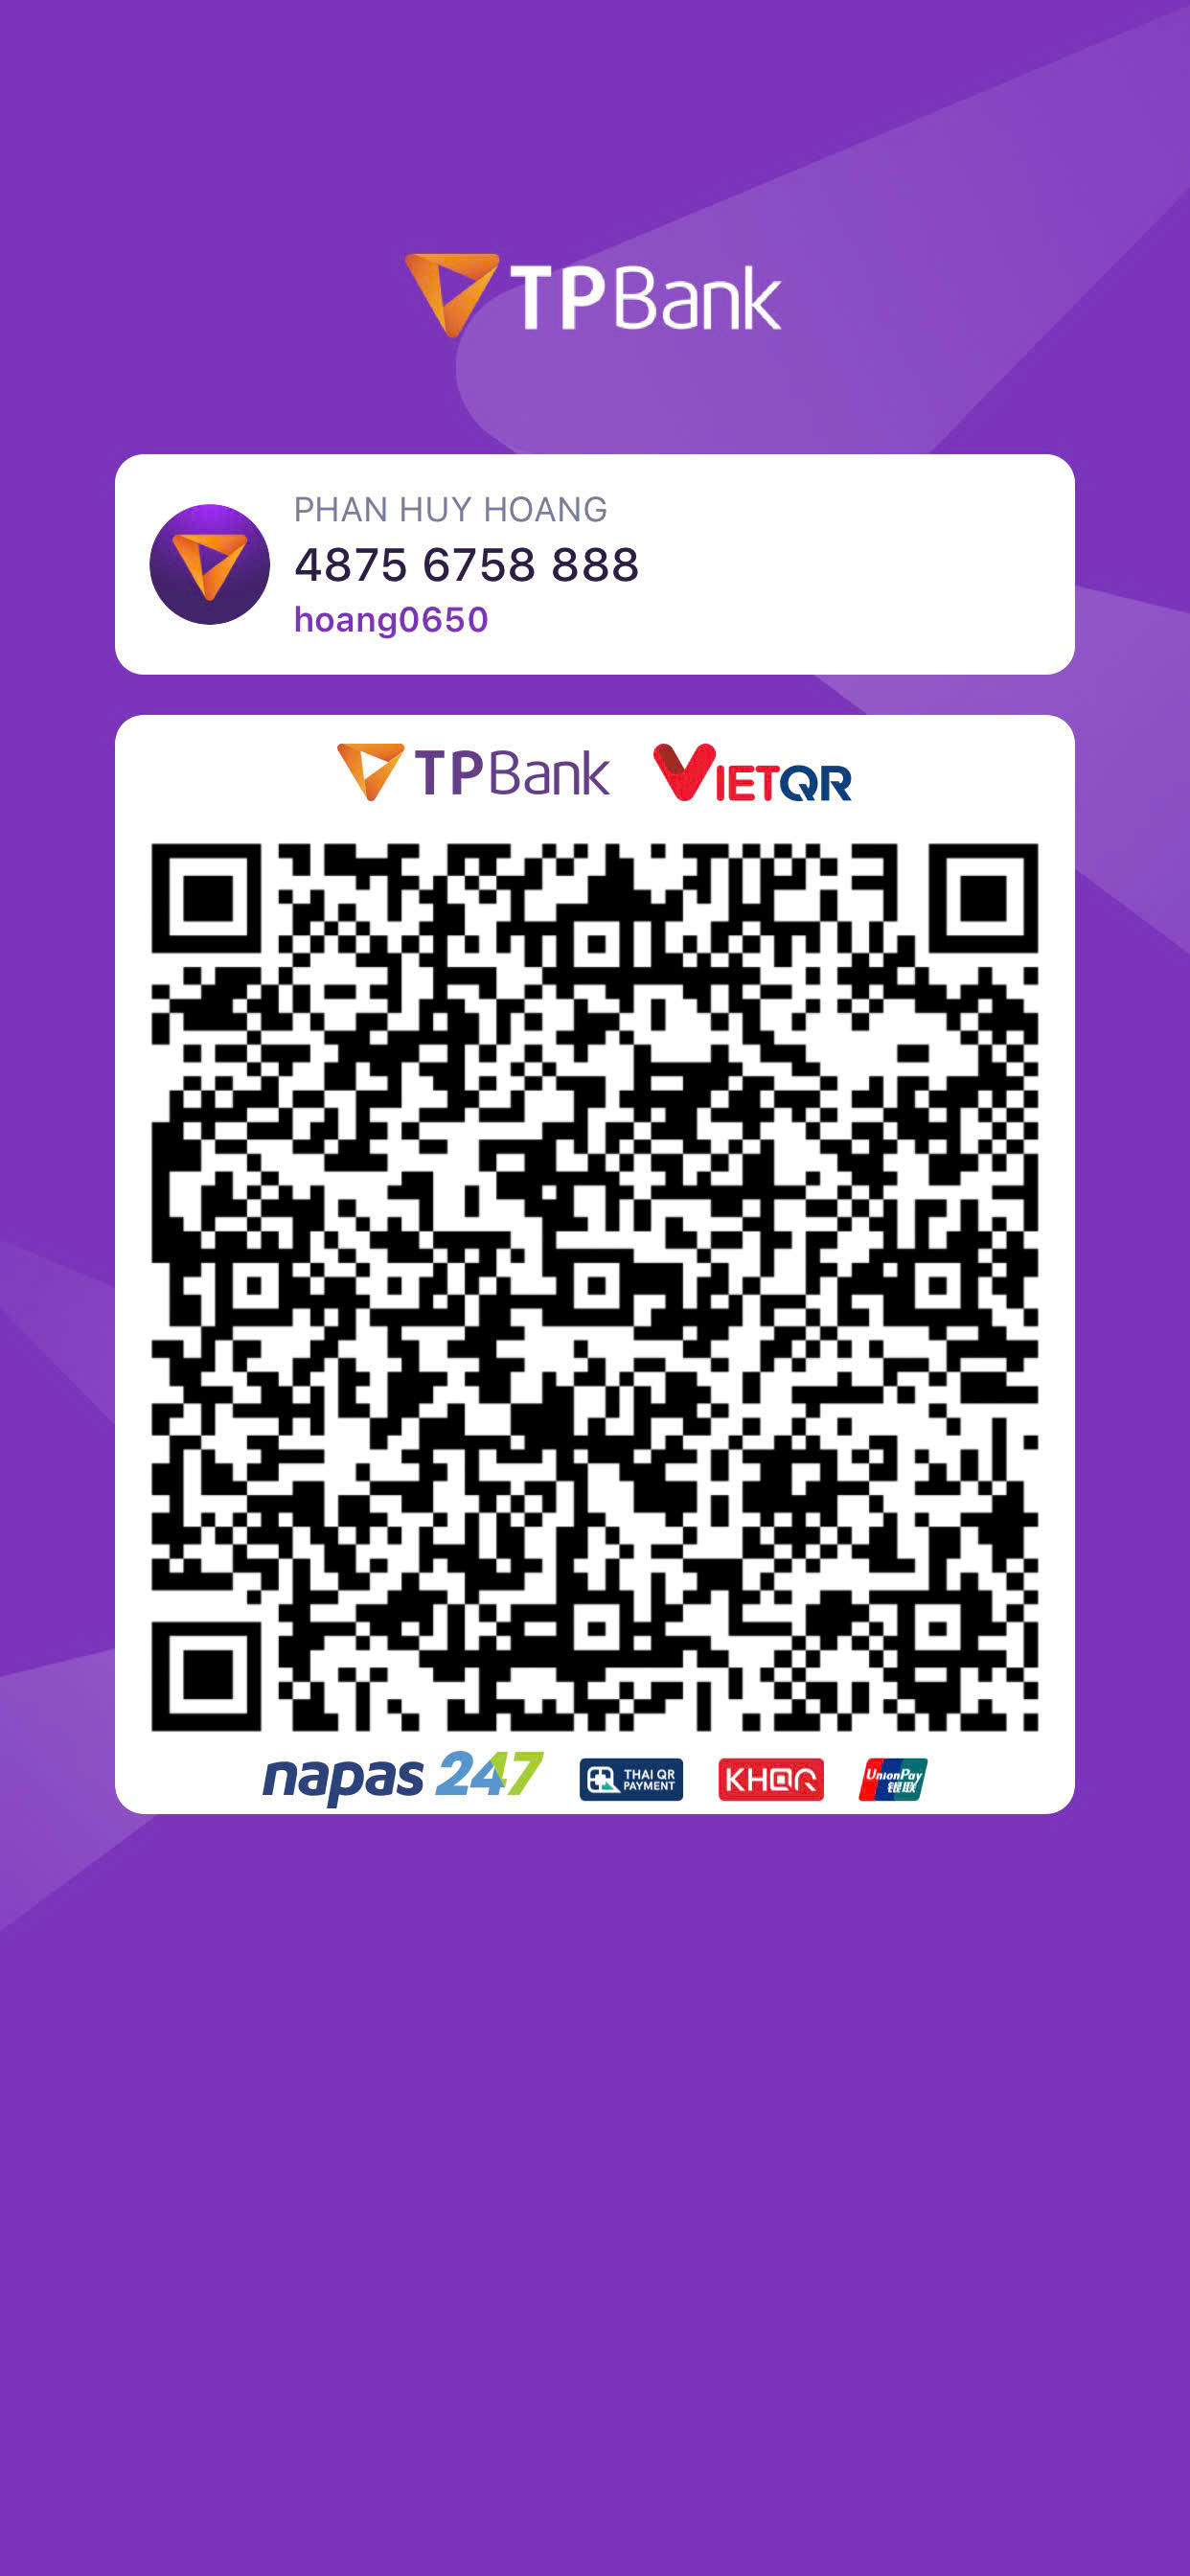 TPBank
PHAN HUY HOANG
4875 6758 888
hoang0650
TPBank VIETQR
napas 247 THAI QR PAYMENT KHQR UnionPay 银联